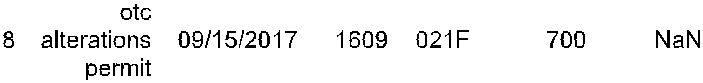 otc
8 alterations 09/15/2017 1609 021F 700 NaN
permit